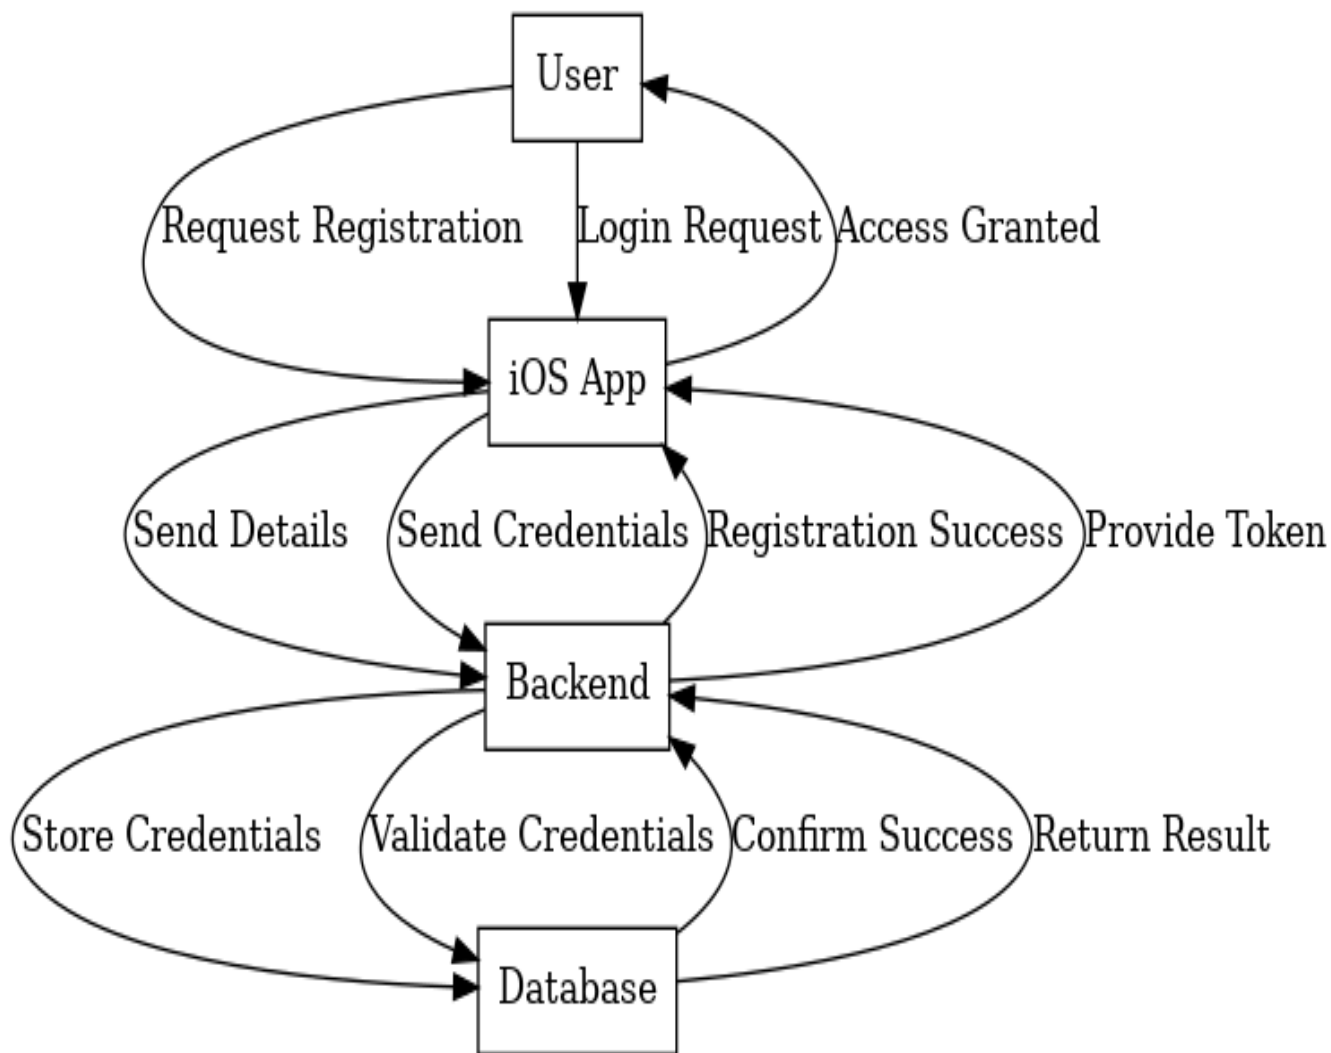 User
Request Registration
Login Request
Access Granted
iOS App
Send Details
Send Credentials
Registration Success
Provide Token
Backend
Store Credentials
Validate Credentials
Confirm Success
Return Result
Database